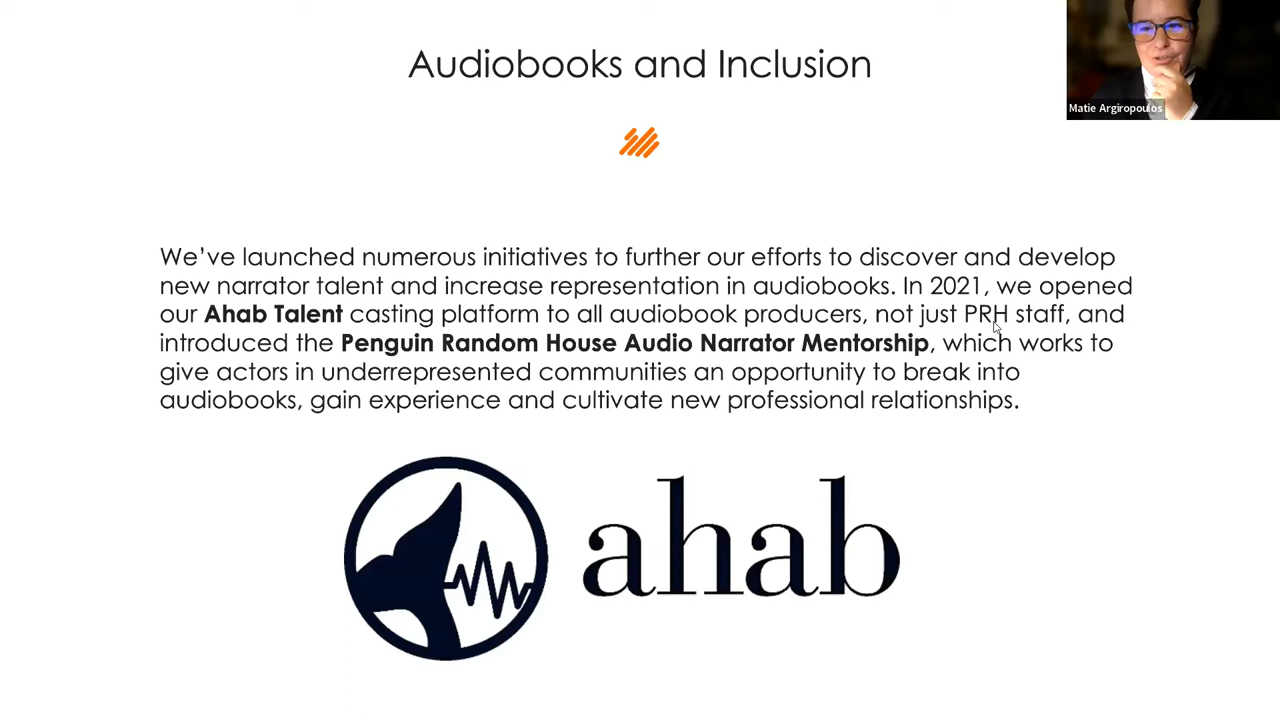 Audiobooks and Inclusion
Matie Argiropoulos
We’ve launched numerous initiatives to further our efforts to discover and develop
new narrator talent and increase representation in audiobooks. In 2021, we opened
our Ahab Talent casting platform to all audiobook producers, not just PRH staff, and
introduced the Penguin Random House Audio Narrator Mentorship, which works to
give actors in underrepresented communities an opportunity to break into
audiobooks, gain experience and cultivate new professional relationships.
ahab